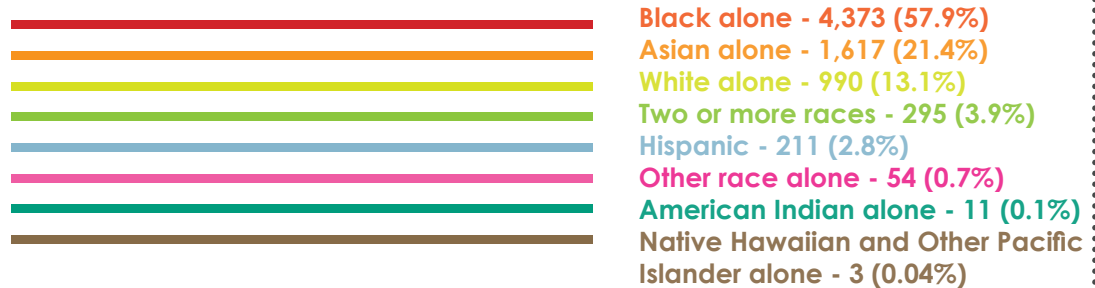 Black alone - 4,373 (57.9%)
Asian alone - 1,617 (21.4%)
White alone - 990 (13.1%)
Two or more races - 295 (3.9%)
Hispanic - 211 (2.8%)
Other race alone - 54 (0.7%)
American Indian alone - 11 (0.1%)
Native Hawaiian and Other Pacific
Islander alone - 3 (0.04%)